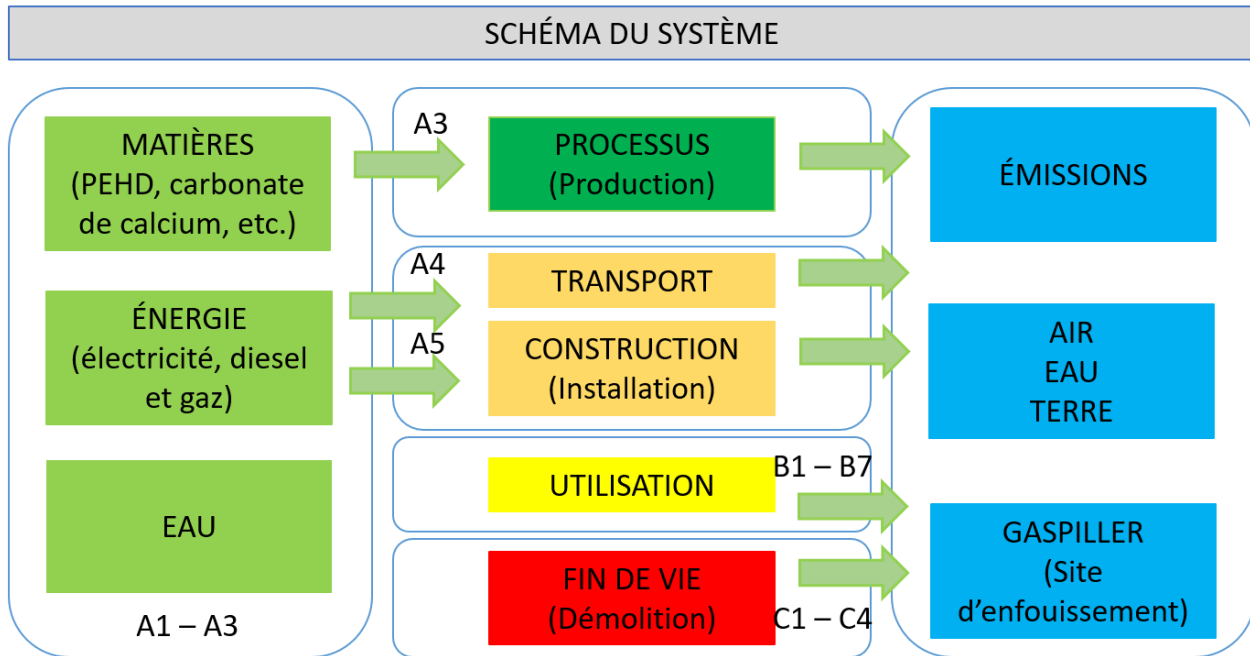 SCHÉMA DU SYSTÈME
MATIÈRES
(PEHD, carbonate
de calcium, etc.)
ÉNERGIE
(électricité, diesel
et gaz)
EAU
A1 – A3
A3
PROCESSUS
(Production)
A4
TRANSPORT
A5
CONSTRUCTION
(Installation)
B1 – B7
UTILISATION
FIN DE VIE
(Démolition)
C1 – C4
ÉMISSIONS
AIR
EAU
TERRE
GASPILLER
(Site
d’enfouissement)